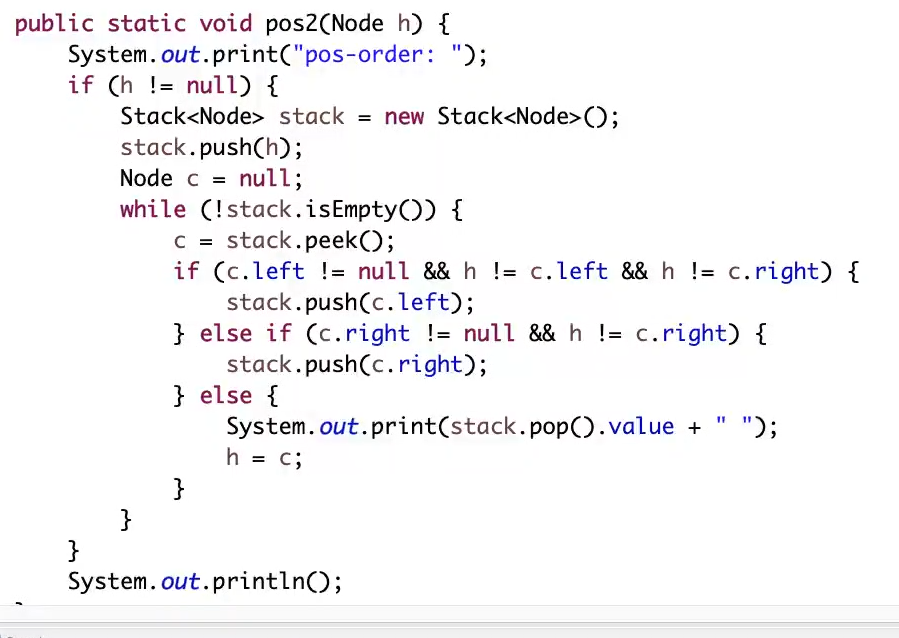 public static void pos2(Node h) {
    System.out.print("pos-order: ");
    if (h != null) {
        Stack<Node> stack = new Stack<Node>();
        stack.push(h);
        Node c = null;
        while (!stack.isEmpty()) {
            c = stack.peek();
            if (c.left != null && h != c.left && h != c.right) {
                stack.push(c.left);
            } else if (c.right != null && h != c.right) {
                stack.push(c.right);
            } else {
                System.out.print(stack.pop().value + " ");
                h = c;
            }
        }
    }
    System.out.println();